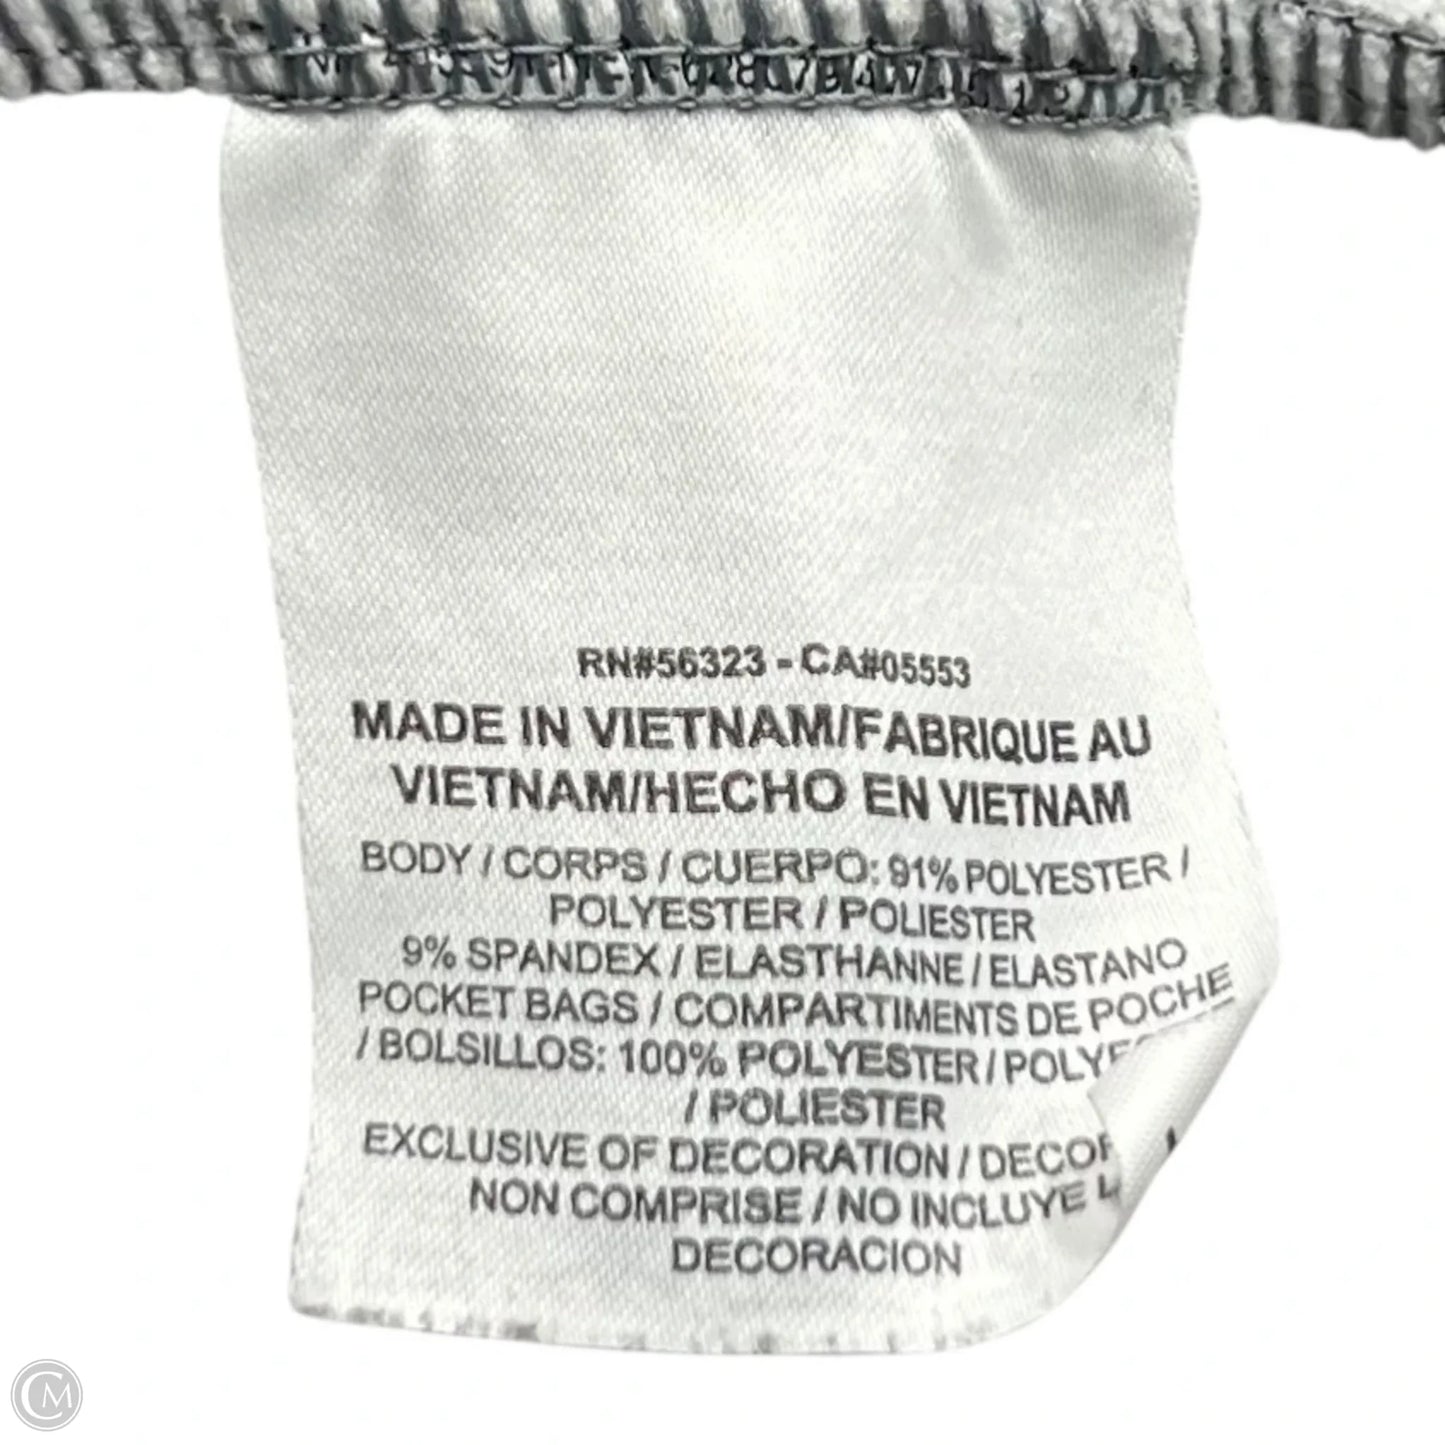 RN#56323 - CA#05553
MADE IN VIETNAM/FABRIQUE AU
VIETNAM/HECHO EN VIETNAM
BODY / CORPS / CUERPO: 91% POLYESTER /
POLYESTER / POLIESTER
9% SPANDEX / ELASTHANNE / ELASTANO
POCKET BAGS / COMPARTIMENTS DE POCHE
/ BOLSILLOS: 100% POLYESTER /
/ POLIESTER
EXCLUSIVE OF DECORATION /
NON COMPRISE / NO INCLUYE
DECORACION
CM